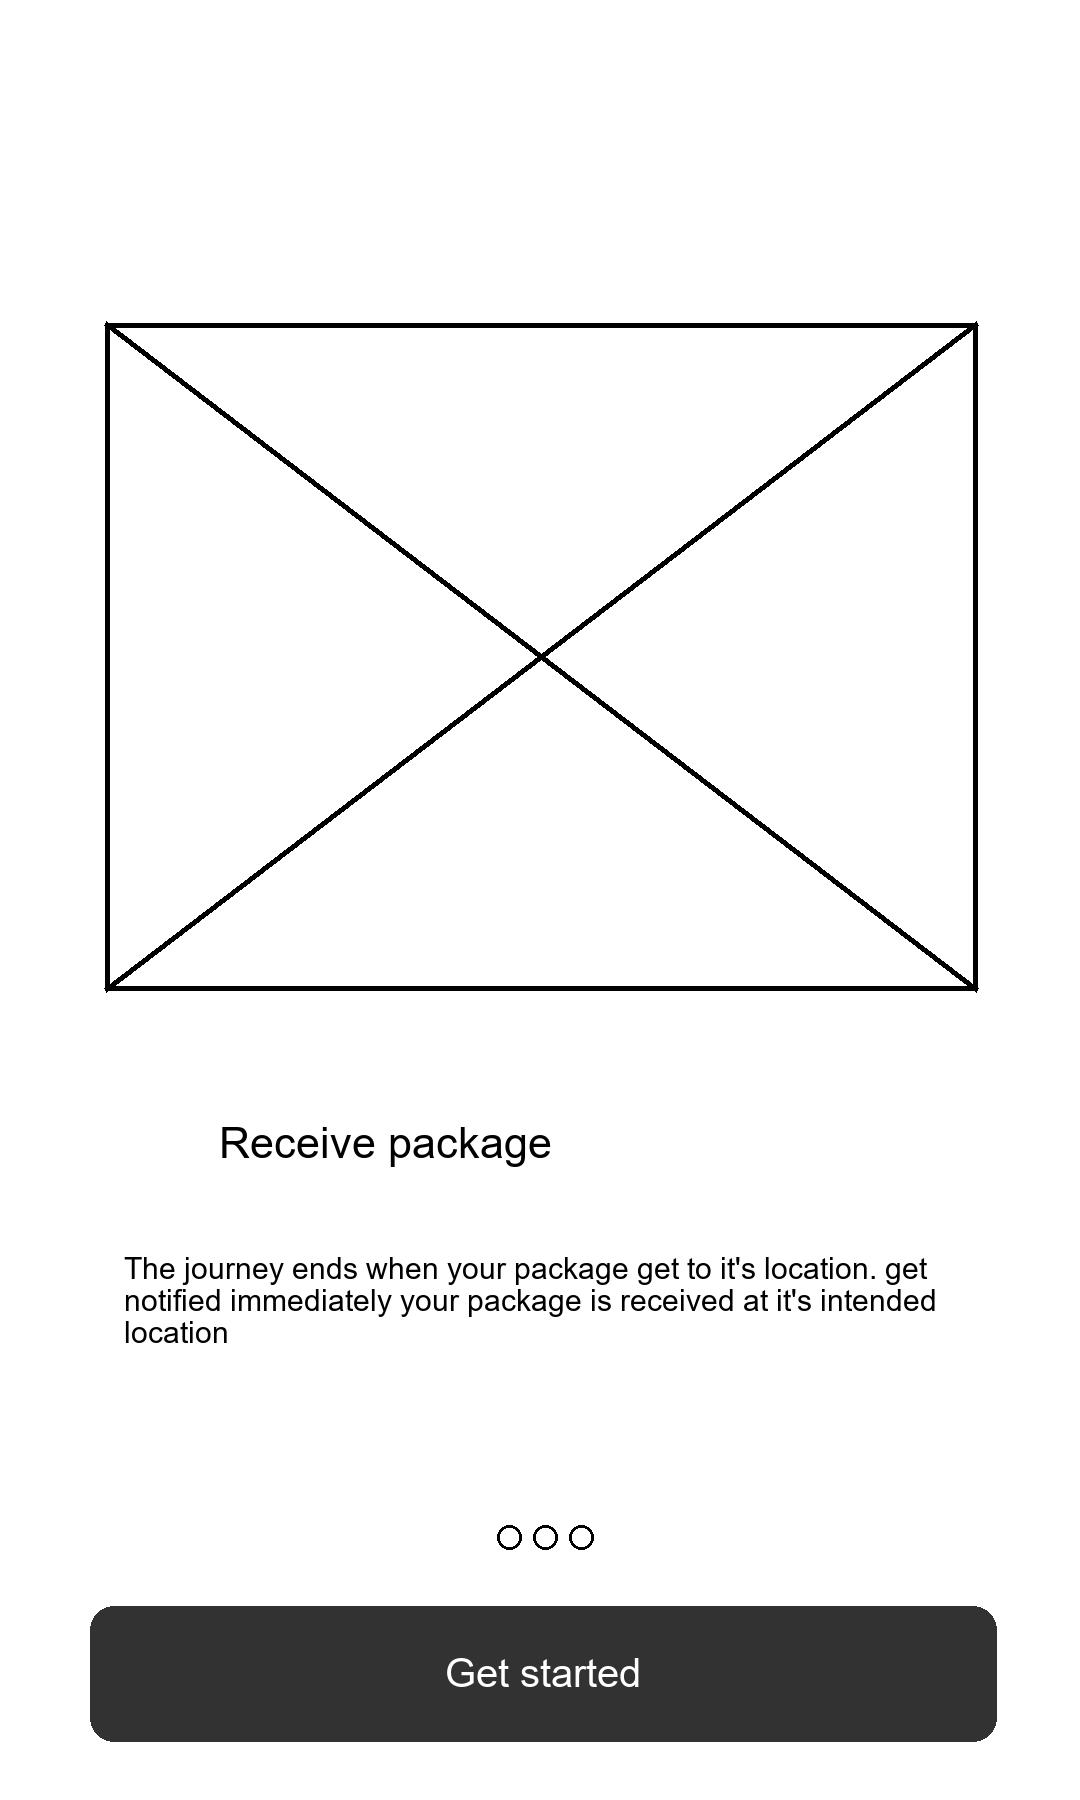 Receive package
The journey ends when your package get to it's location. get
notified immediately your package is received at it's intended
location
Get started